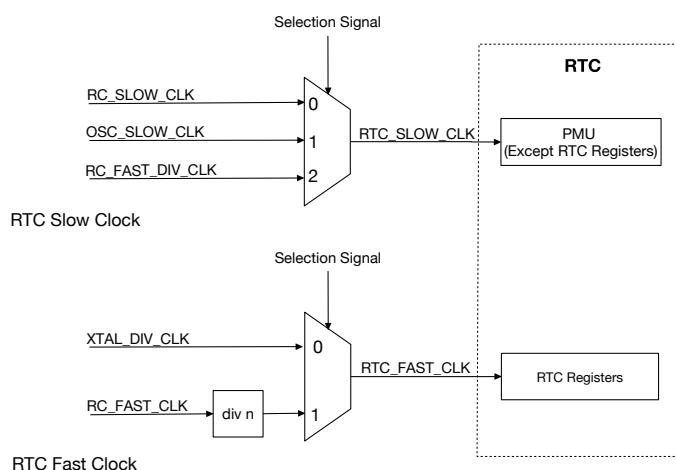 Selection Signal
RTC
RC_SLOW_CLK
0
OSC_SLOW_CLK
1
RTC_SLOW_CLK
PMU
(Except RTC Registers)
RC_FAST_DIV_CLK
2
RTC Slow Clock
Selection Signal
XTAL_DIV_CLK
0
RTC_FAST_CLK
RTC Registers
RC_FAST_CLK
div n
1
RTC Fast Clock